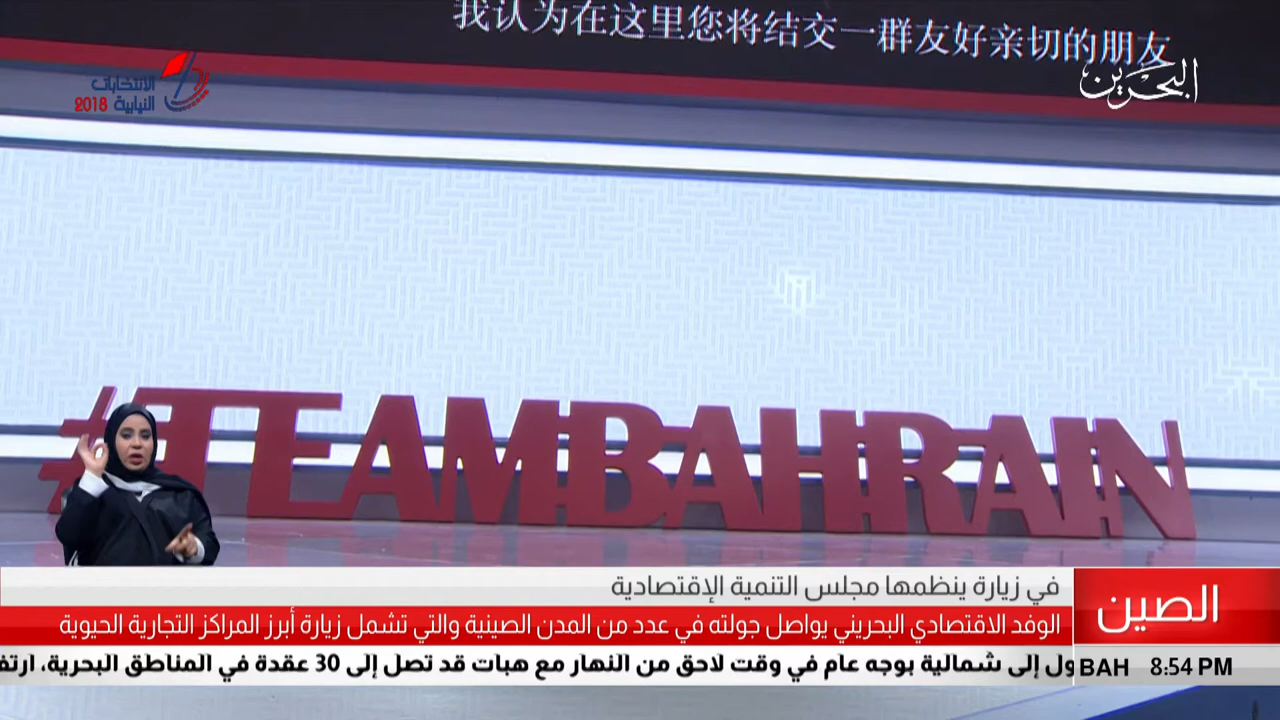 我认为在这里您将结交一群友好亲切的朋友
البحرين
الانتخابات
النيابية 2018
#TEAMBAHRAIN
في زيارة ينظمها مجلس التنمية الإقتصادية
الصين
الوفد الاقتصادي البحريني يواصل جولته في عدد من المدن الصينية والتي تشمل زيارة أبرز المراكز التجارية الحيوية
إلى شمالية بوجه عام في وقت لاحق من النهار مع هبات قد تصل إلى 30 عقدة في المناطق البحرية،
BAH 8:54 PM